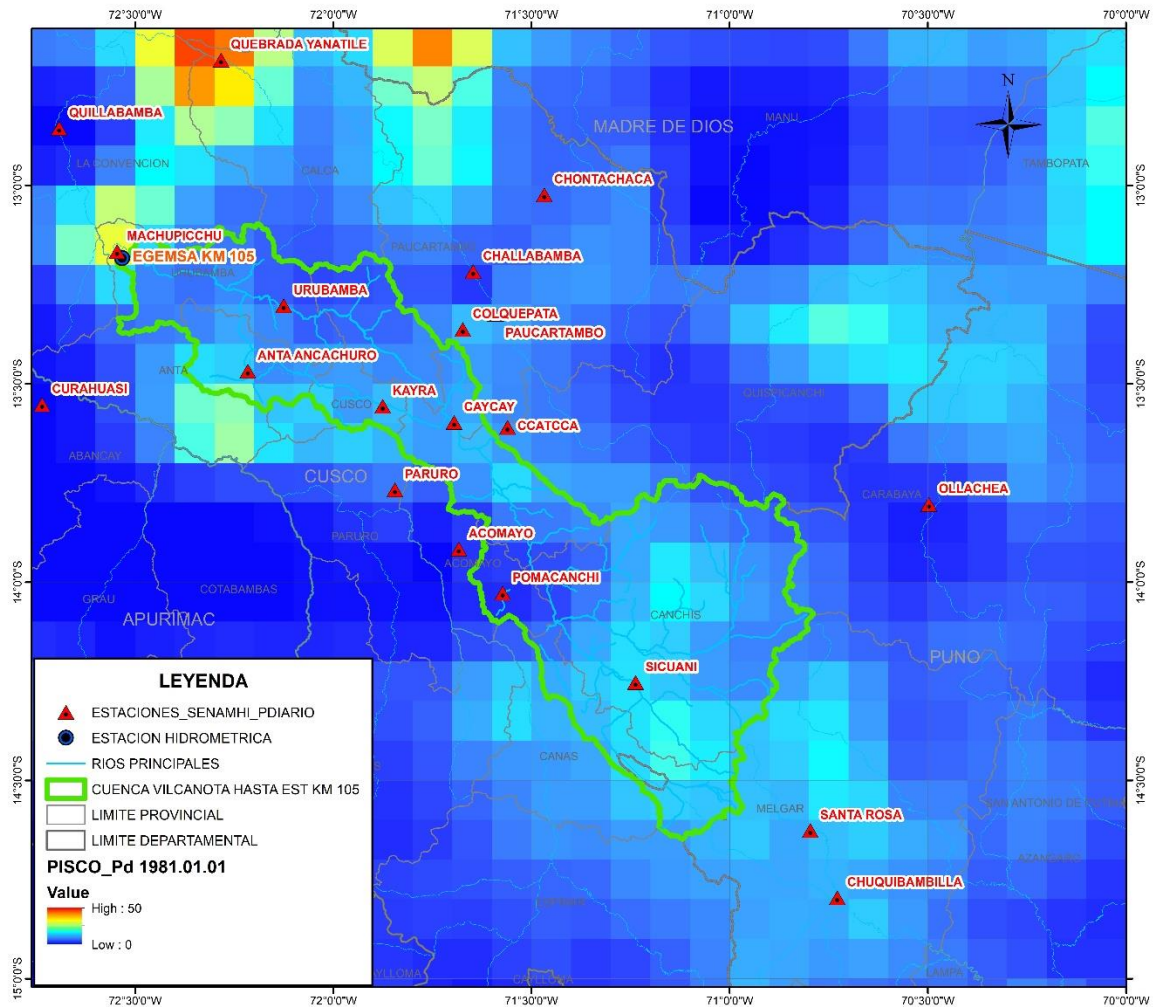 72°30'0"W
72°0'0"W
71°30'0"W
71°0'0"W
70°30'0"W
70°0'0"W
QUEBRADA YANATILE
QUILLABAMBA
MADRE DE DIOS
MANU
N
LA CONVENCION
CALCA
TAMBOPATA
13°0'0"S
13°0'0"S
CHONTACHACA
MACHUPICCHU
PAUCARTAMBO
EGEMSA KM 105
CHALLABAMBA
URUBAMBA
URUBAMBA
COLQUEPATA
PAUCARTAMBO
ANTA ANCACHURO
ANTA
13°30'0"S
13°30'0"S
CURAHUASI
KAYRA
QUISPICANCHI
CUSCO
CAYCAY
CCATCCA
ABANCAY
CUSCO
PARURO
CARABAYA
OLLACHEA
PARURO
ACOMAYO
ACOMAYO
POMACANCHI
14°0'0"S
14°0'0"S
COTABAMBAS
GRAU
CANCHIS
APURIMAC
PUNO
SICUANI
CANAS
14°30'0"S
14°30'0"S
MELGAR
SANTA ROSA
AZANGARO
CHUQUIBAMBILLA
ESPINAR
LAMPA
CAYLLOMA
15°0'0"S
15°0'0"S
LEYENDA
ESTACIONES_SENAMHI_PDIARIO
ESTACION HIDROMETRICA
RIOS PRINCIPALES
CUENCA VILCANOTA HASTA EST KM 105
LIMITE PROVINCIAL
LIMITE DEPARTAMENTAL
PISCO_Pd 1981.01.01
Value
High : 50
Low : 0
72°30'0"W
72°0'0"W
71°30'0"W
71°0'0"W
70°30'0"W
70°0'0"W